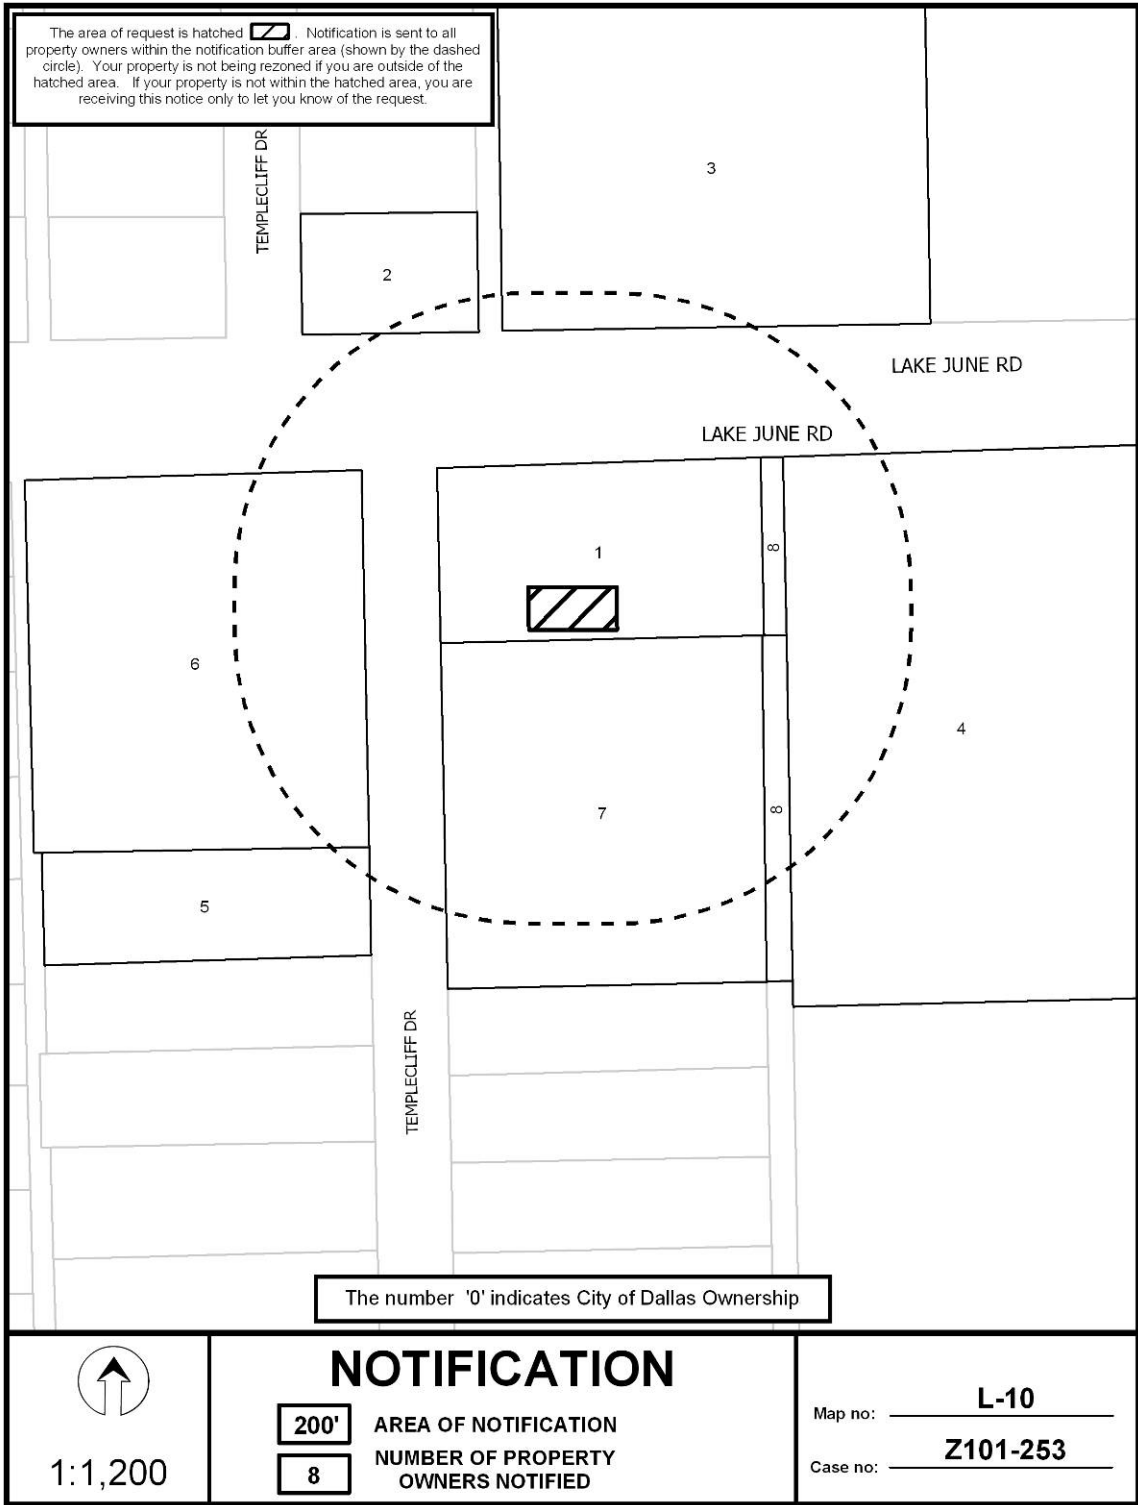 The area of request is hatched . Notification is sent to all
property owners within the notification buffer area (shown by the dashed
circle). Your property is not being rezoned if you are outside of the
hatched area. If your property is not within the hatched area, you are
receiving this notice only to let you know of the request.
TEMPLECLIFF DR
3
2
LAKE JUNE RD
LAKE JUNE RD
1
8
6
4
7
8
5
TEMPLECLIFF DR
The number '0' indicates City of Dallas Ownership
1:1,200
NOTIFICATION
200' AREA OF NOTIFICATION
8 NUMBER OF PROPERTY
OWNERS NOTIFIED
Map no: L-10
Case no: Z101-253